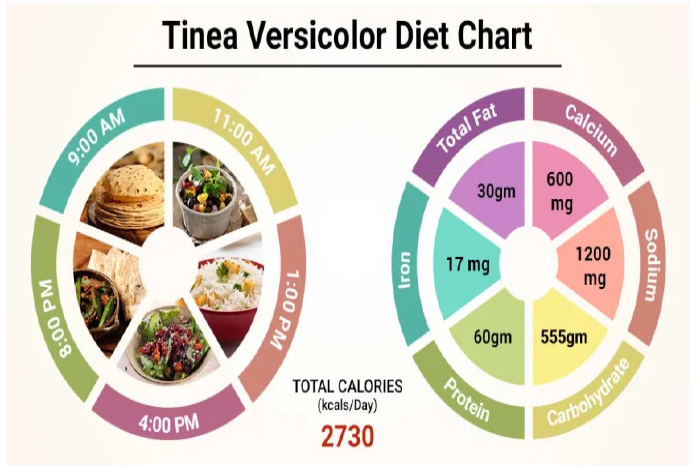 Tinea Versicolor Diet Chart
9:00 AM
11:00 AM
1:00 PM
4:00 PM
8:00 PM
TOTAL CALORIES
(kcals/Day)
2730
Total Fat
30gm
Calcium
600
mg
Sodium
1200
mg
Carbohydrate
555gm
Protein
60gm
Iron
17 mg